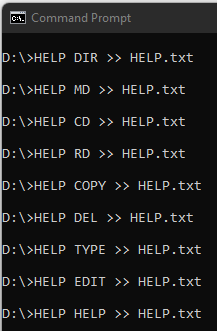 Command Prompt
D:\>HELP DIR >> HELP.txt
D:\>HELP MD >> HELP.txt
D:\>HELP CD >> HELP.txt
D:\>HELP RD >> HELP.txt
D:\>HELP COPY >> HELP.txt
D:\>HELP DEL >> HELP.txt
D:\>HELP TYPE >> HELP.txt
D:\>HELP EDIT >> HELP.txt
D:\>HELP HELP >> HELP.txt